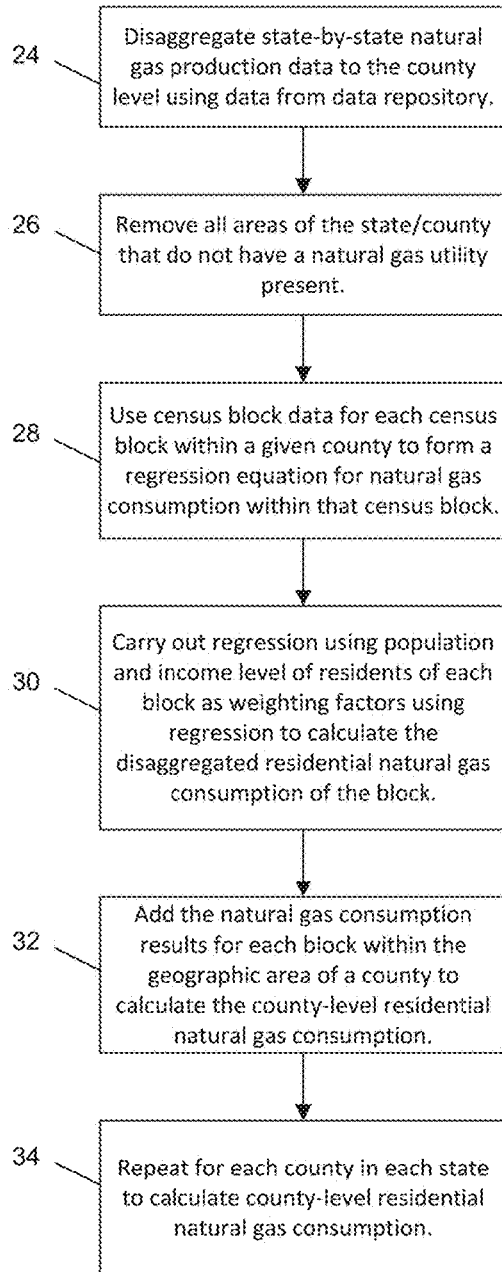 24
Disaggregate state-by-state natural
gas production data to the county
level using data from data repository.
26
Remove all areas of the state/county
that do not have a natural gas utility
present.
28
Use census block data for each census
block within a given county to form a
regression equation for natural gas
consumption within that census block.
30
Carry out regression using population
and income level of residents of each
block as weighting factors using
regression to calculate the
disaggregated residential natural gas
consumption of the block.
32
Add the natural gas consumption
results for each block within the
geographic area of a county to
calculate the county-level residential
natural gas consumption.
34
Repeat for each county in each state
to calculate county-level residential
natural gas consumption.